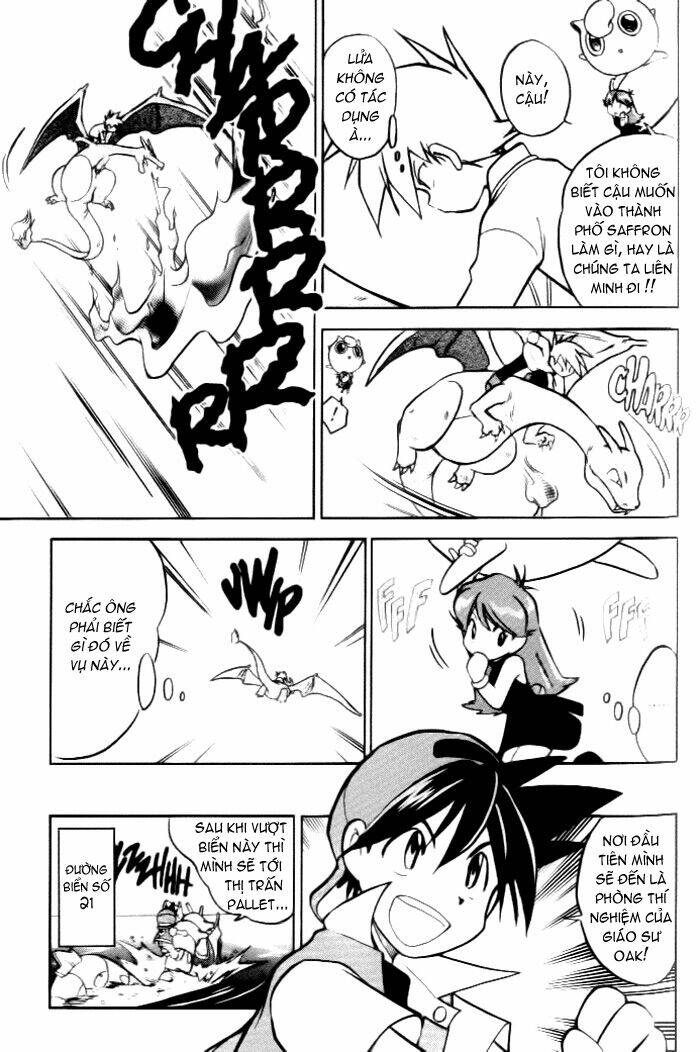 NÀY,
CẬU!
LỬA
KHÔNG
CÓ TÁC
DỤNG
À...
TÔI KHÔNG
BIẾT CẬU MUỐN
VÀO THÀNH
PHỐ SAFFRON
LÀM GÌ, HAY LÀ
CHÚNG TA LIÊN
MINH ĐI !!
CHARRRRR
CHARRR
!
FFF
FFF
VWP
CHẮC ÔNG
PHẢI BIẾT
GÌ ĐÓ VỀ
VỤ NÀY...
NƠI ĐẦU
TIÊN MÌNH
SẼ ĐẾN LÀ
PHÒNG THÍ
NGHIỆM CỦA
GIÁO SƯ
OAK!
SAU KHI VƯỢT
BIỂN NÀY THÌ
MÌNH SẼ TỚI
THỊ TRẤN
PALLET...
ĐƯỜNG
BIỂN SỐ
21